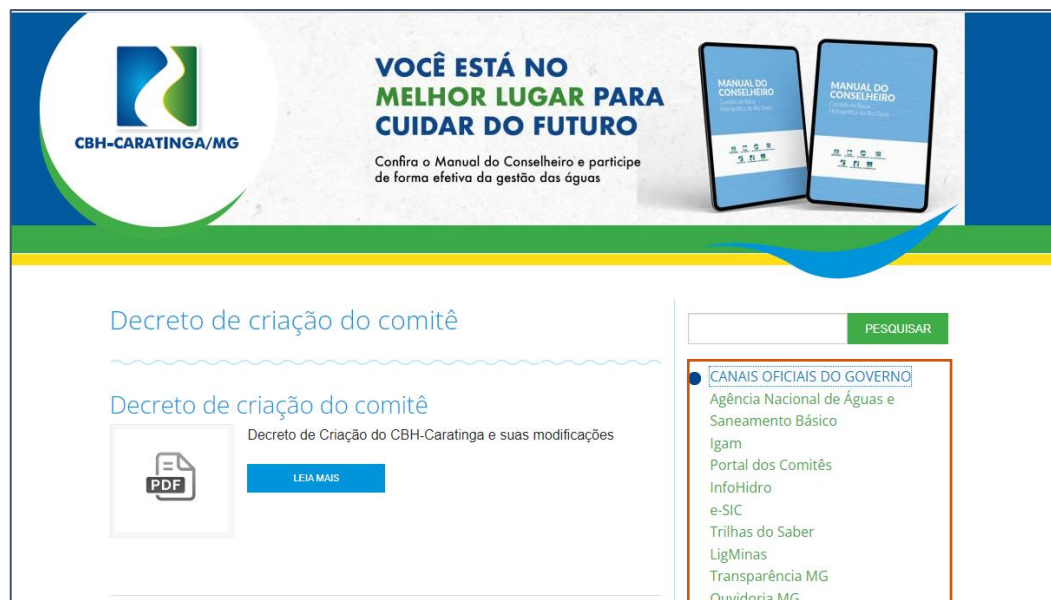 CBH-CARATINGA/MG
VOCÊ ESTÁ NO
MELHOR LUGAR PARA
CUIDAR DO FUTURO
Confira o Manual do Conselheiro e participe
de forma efetiva da gestão das águas
MANUAL DO
CONSELHEIRO
MANUAL DO
CONSELHEIRO
Decreto de criação do comitê
Decreto de criação do comitê
PDF
Decreto de Criação do CBH-Caratinga e suas modificações
LEIA MAIS
PESQUISAR
CANAIS OFICIAIS DO GOVERNO
Agência Nacional de Águas e
Saneamento Básico
Igam
Portal dos Comitês
InfoHidro
e-SIC
Trilhas do Saber
LigMinas
Transparência MG
Ouvidoria MG